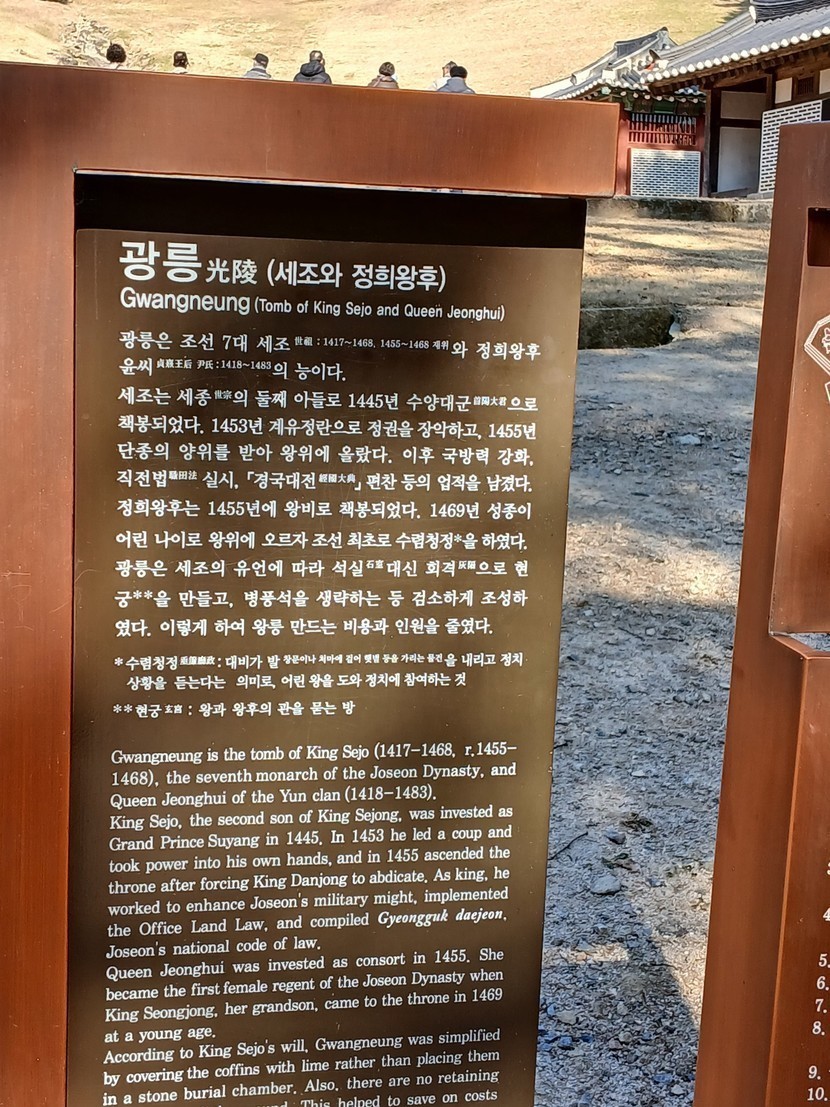 광릉 光陵 (세조와 정희왕후)
Gwangneung (Tomb of King Sejo and Queen Jeonghui)
광릉은 조선 7대 세조 世祖 : 1417~1468, 1455~1468 재위와 정희왕후
윤씨 貞熹王后 尹氏 : 1418~1483의 능이다.
세조는 세종世宗의 둘째 아들로 1445년 수양대군首陽大君으로
책봉되었다. 1453년 계유정란으로 정권을 장악하고, 1455년
단종의 양위를 받아 왕위에 올랐다. 이후 국방력 강화,
직전법職田法 실시, 「경국대전經國大典」 편찬 등의 업적을 남겼다.
정희왕후는 1455년에 왕비로 책봉되었다. 1469년 성종이
어린 나이로 왕위에 오르자 조선 최초로 수렴청정*을 하였다.
광릉은 세조의 유언에 따라 석실石室 대신 회격灰隔으로 현
궁**을 만들고, 병풍석을 생략하는 등 검소하게 조성하
였다. 이렇게 하여 왕릉 만드는 비용과 인원을 줄였다.
* 수렴청정垂簾聽政 : 대비가 발 창문이나 처마에 걸어 햇볕 등을 가리는 물건을 내리고 정치
상황을 듣는다는 의미로, 어린 왕을 도와 정치에 참여하는 것
** 현궁玄宮 : 왕과 왕후의 관을 묻는 방
Gwangneung is the tomb of King Sejo (1417-1468, r.1455-
1468), the seventh monarch of the Joseon Dynasty, and
Queen Jeonghui of the Yun clan (1418-1483).
King Sejo, the second son of King Sejong, was invested as
Grand Prince Suyang in 1445. In 1453 he led a coup and
took power into his own hands, and in 1455 ascended the
throne after forcing King Danjong to abdicate. As king, he
worked to enhance Joseon's military might, implemented
the Office Land Law, and compiled Gyeongguk daejeon,
Joseon's national code of law.
Queen Jeonghui was invested as consort in 1455. She
became the first female regent of the Joseon Dynasty when
King Seongjong, her grandson, came to the throne in 1469
at a young age.
According to King Sejo's will, Gwangneung was simplified
by covering the coffins with lime rather than placing them
in a stone burial chamber. Also, there are no retaining
This helped to save on costs
4.
5.
6.
7.
8.
9.
10.